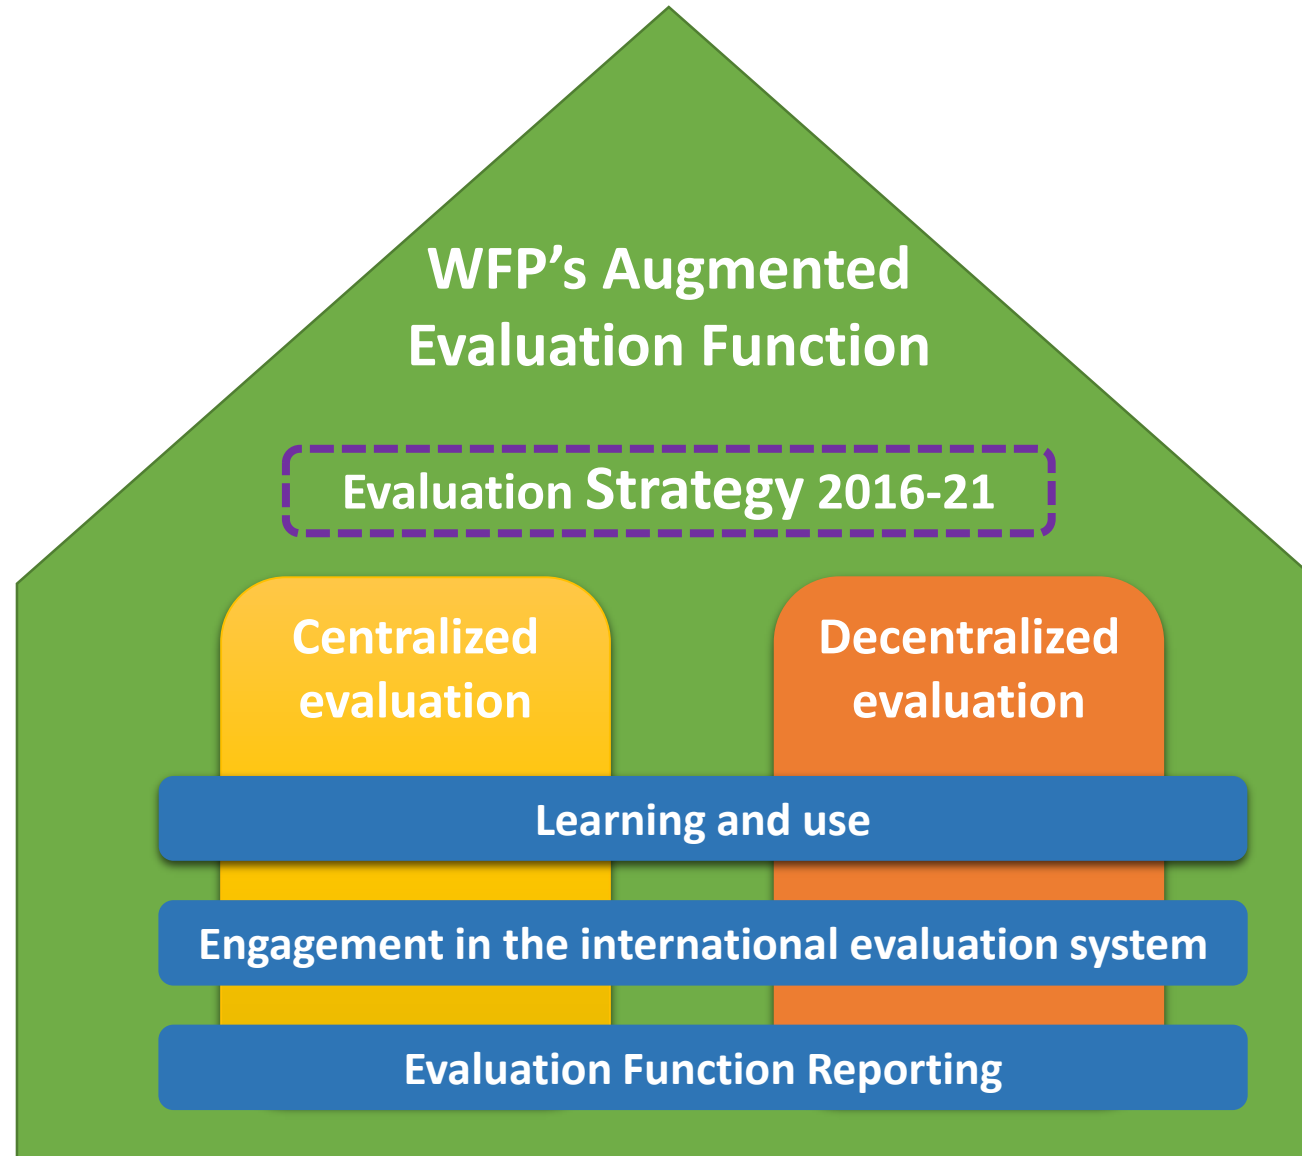 WFP’s Augmented
Evaluation Function
Evaluation Strategy 2016-21
Centralized
evaluation
Decentralized
evaluation
Learning and use
Engagement in the international evaluation system
Evaluation Function Reporting